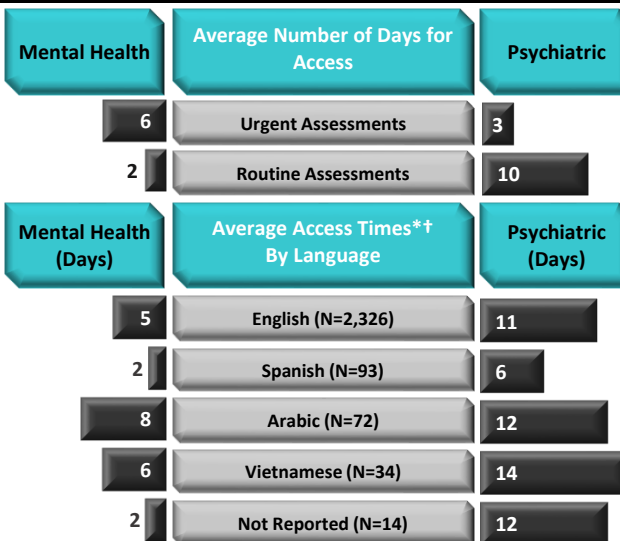 Mental Health
Average Number of Days for
Access
Psychiatric
6
Urgent Assessments
3
2
Routine Assessments
10
Mental Health
(Days)
Average Access Times*†
By Language
Psychiatric
(Days)
5
English (N=2,326)
11
2
Spanish (N=93)
6
8
Arabic (N=72)
12
6
Vietnamese (N=34)
14
2
Not Reported (N=14)
12